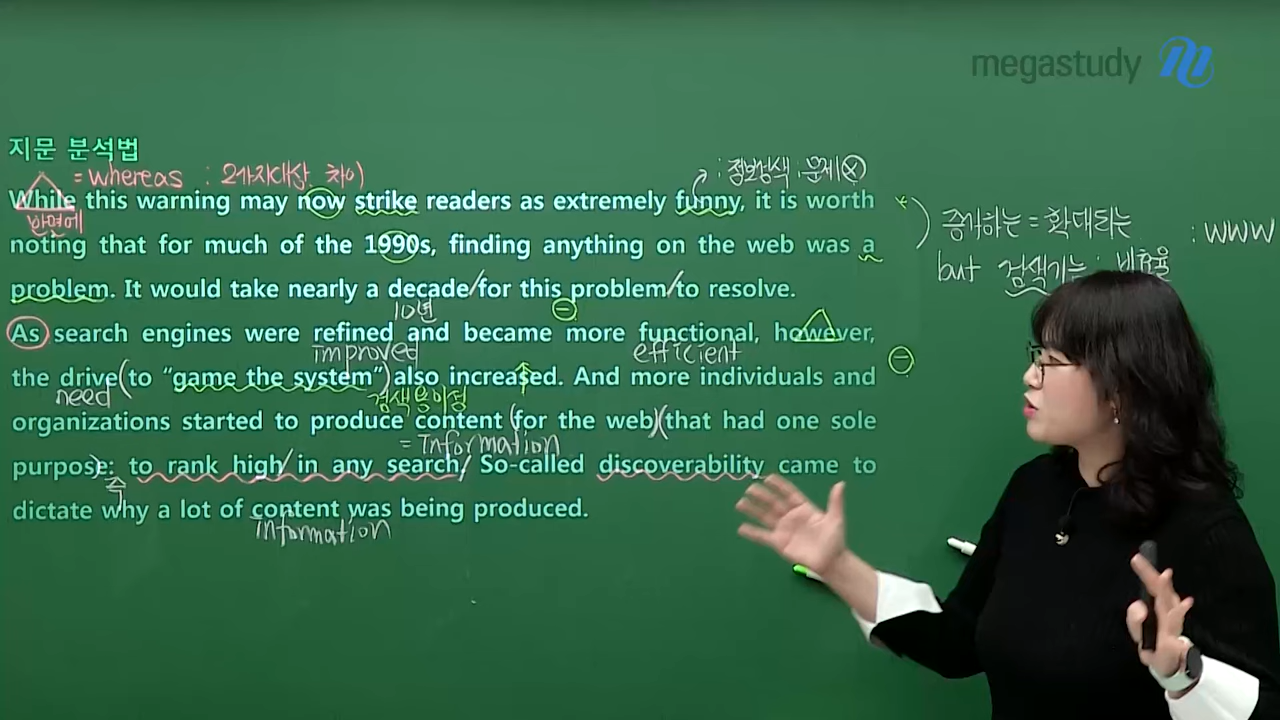 megastudy
지문 분석법
= whereas : 2가지대상 차이
: 정보검색 문제ⓧ
While this warning may now strike readers as extremely funny, it is worth
반면에
noting that for much of the 1990s, finding anything on the web was a
problem. It would take nearly a decade/for this problem/to resolve.
10년
As search engines were refined and became more functional, however,
improved
efficient
the drive(to “game the system”) also increased. And more individuals and
need
검색용이성
organizations started to produce content (for the web)(that had one sole
= Information
purpose): to rank high/in any search/ So-called discoverability came to
즉
dictate why a lot of content was being produced.
Information
증가하는 = 확대되는
: WWW
but 검색기능 : 비효율